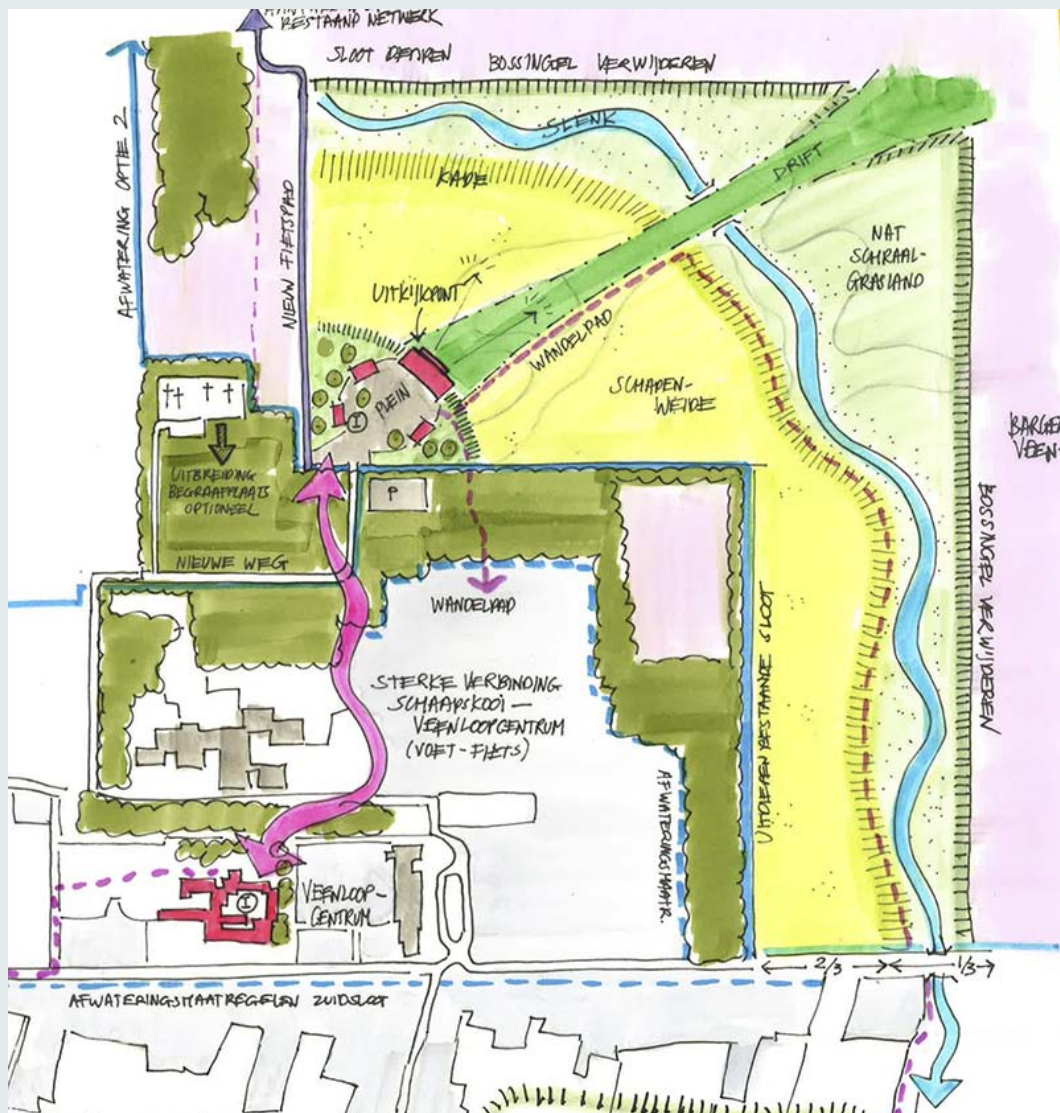 BESTAAND NETWERK
SLOOT DEMPEN
BOSSINGEL VERWIJDEREN
AFWATERING OPTIE 2
NIEUW FIETSPAD
SLENK
KADE
DRIFT
NAT
SCHRAAL-
GRASLAND
UITKIJKPUNT
WANDELPAD
PLEIN
I
SCHAPEN-
WEIDE
BARGER
VEEN-
UITBREIDING
BEGRAAFPLAATS
OPTIONEEL
P
NIEUWE WEG
WANDELPAD
BOSSINGEL VERWIJDEREN
STERKE VERBINDING
SCHAAPSKOOI —
VEENLOOPCENTRUM
(VOET - FIETS)
UITDIEPEN BESTAANDE SLOOT
AFWATERINGSMAATR.
I
VEENLOOP-
CENTRUM
2/3
1/3
AFWATERINGSMAATREGELEN ZUIDSLOOT